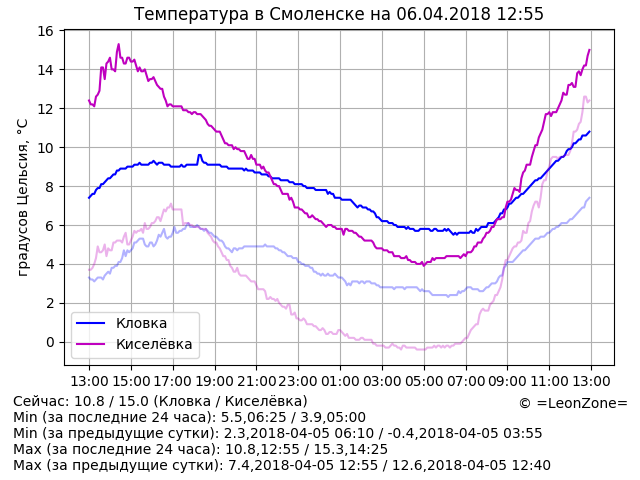 Температура в Смоленске на 06.04.2018 12:55
градусов Цельсия, °C
16
14
12
10
8
6
4
2
0
Кловка
Киселёвка
13:00 15:00 17:00 19:00 21:00 23:00 01:00 03:00 05:00 07:00 09:00 11:00 13:00
Сейчас: 10.8 / 15.0 (Кловка / Киселёвка)
© =LeonZone=
Min (за последние 24 часа): 5.5,06:25 / 3.9,05:00
Min (за предыдущие сутки): 2.3,2018-04-05 06:10 / -0.4,2018-04-05 03:55
Max (за последние 24 часа): 10.8,12:55 / 15.3,14:25
Max (за предыдущие сутки): 7.4,2018-04-05 12:55 / 12.6,2018-04-05 12:40